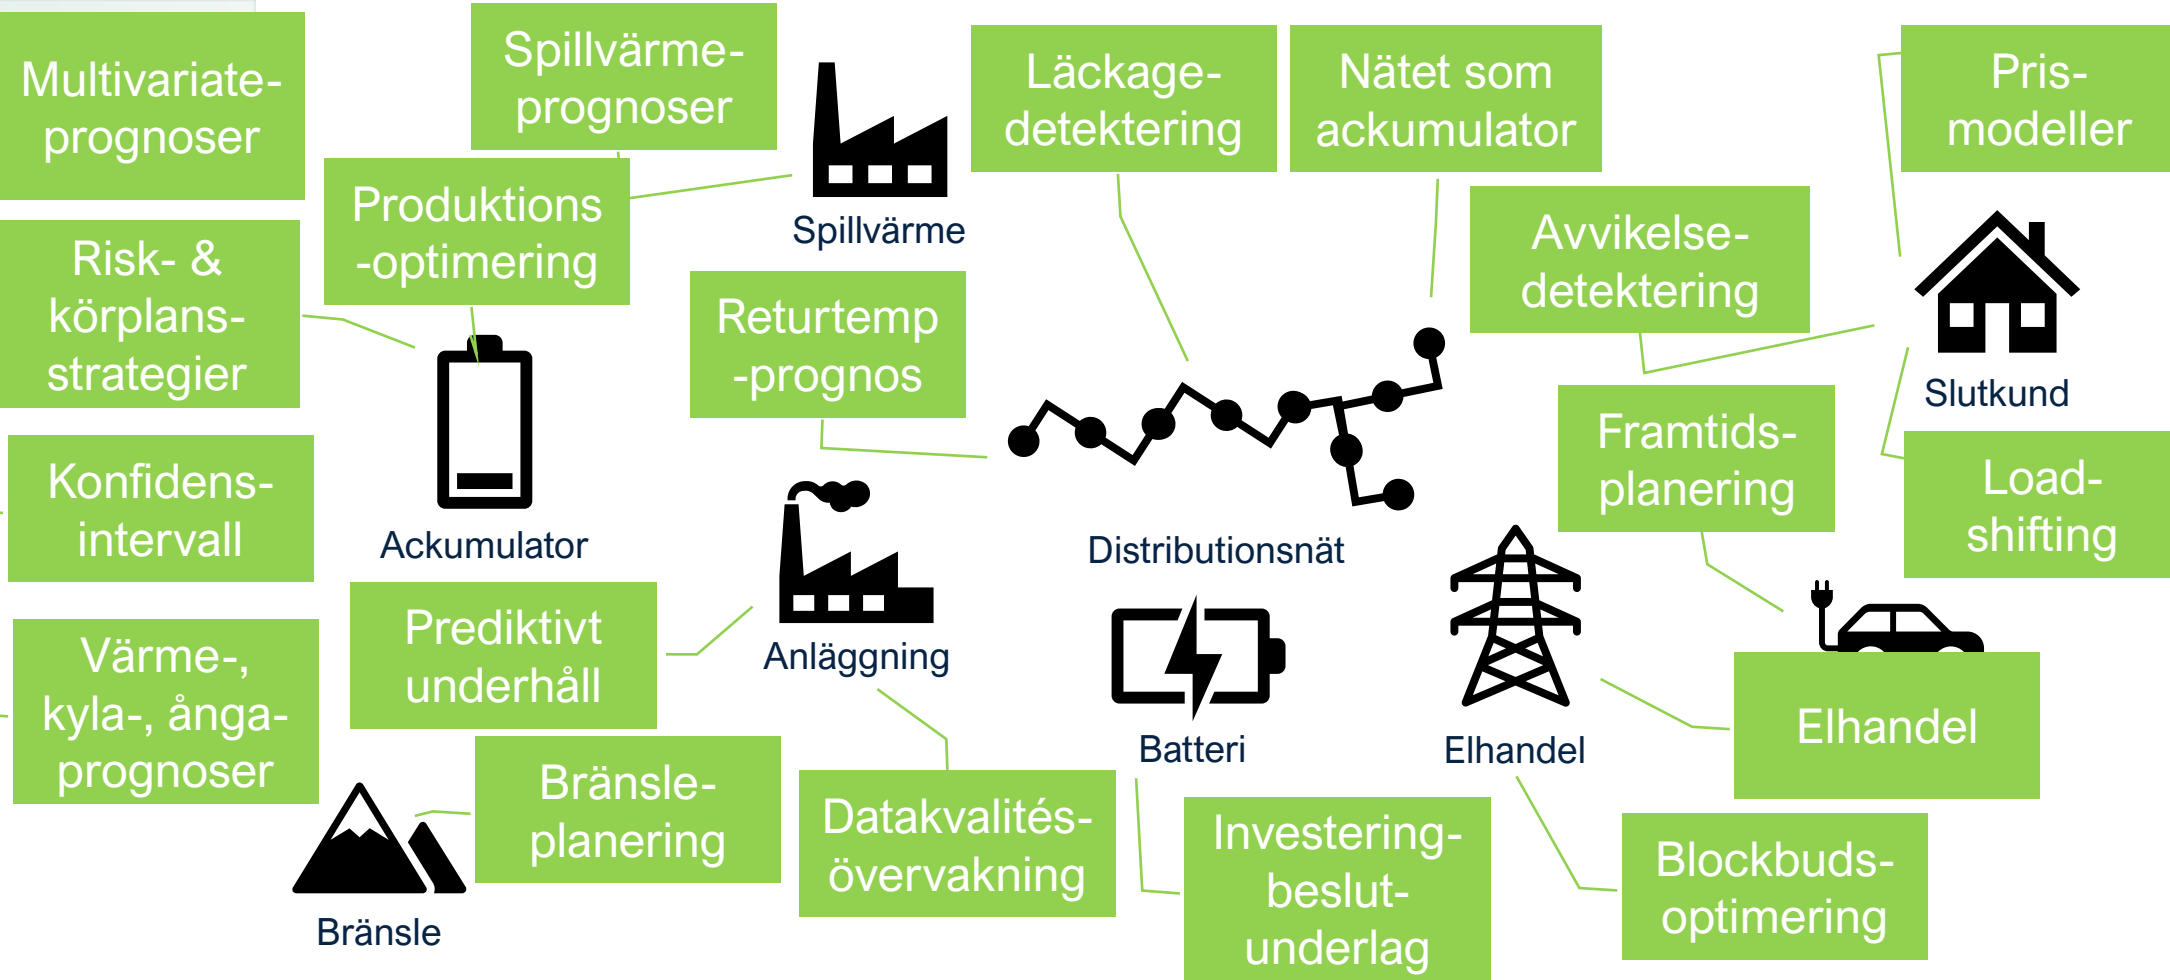 Multivariate-
prognoser
Spillvärme-
prognoser
Läckage-
detektering
Nätet som
ackumulator
Pris-
modeller
Produktions
-optimering
Spillvärme
Avvikelse-
detektering
Risk- &
körplans-
strategier
Returtemp
-prognos
Slutkund
Framtids-
planering
Konfidens-
intervall
Ackumulator
Distributionsnät
Load-
shifting
Prediktivt
underhåll
Anläggning
Värme-,
kyla-, ånga-
prognoser
Batteri
Elhandel
Elhandel
Bränsle-
planering
Datakvalités-
övervakning
Investering-
beslut-
underlag
Blockbuds-
optimering
Bränsle